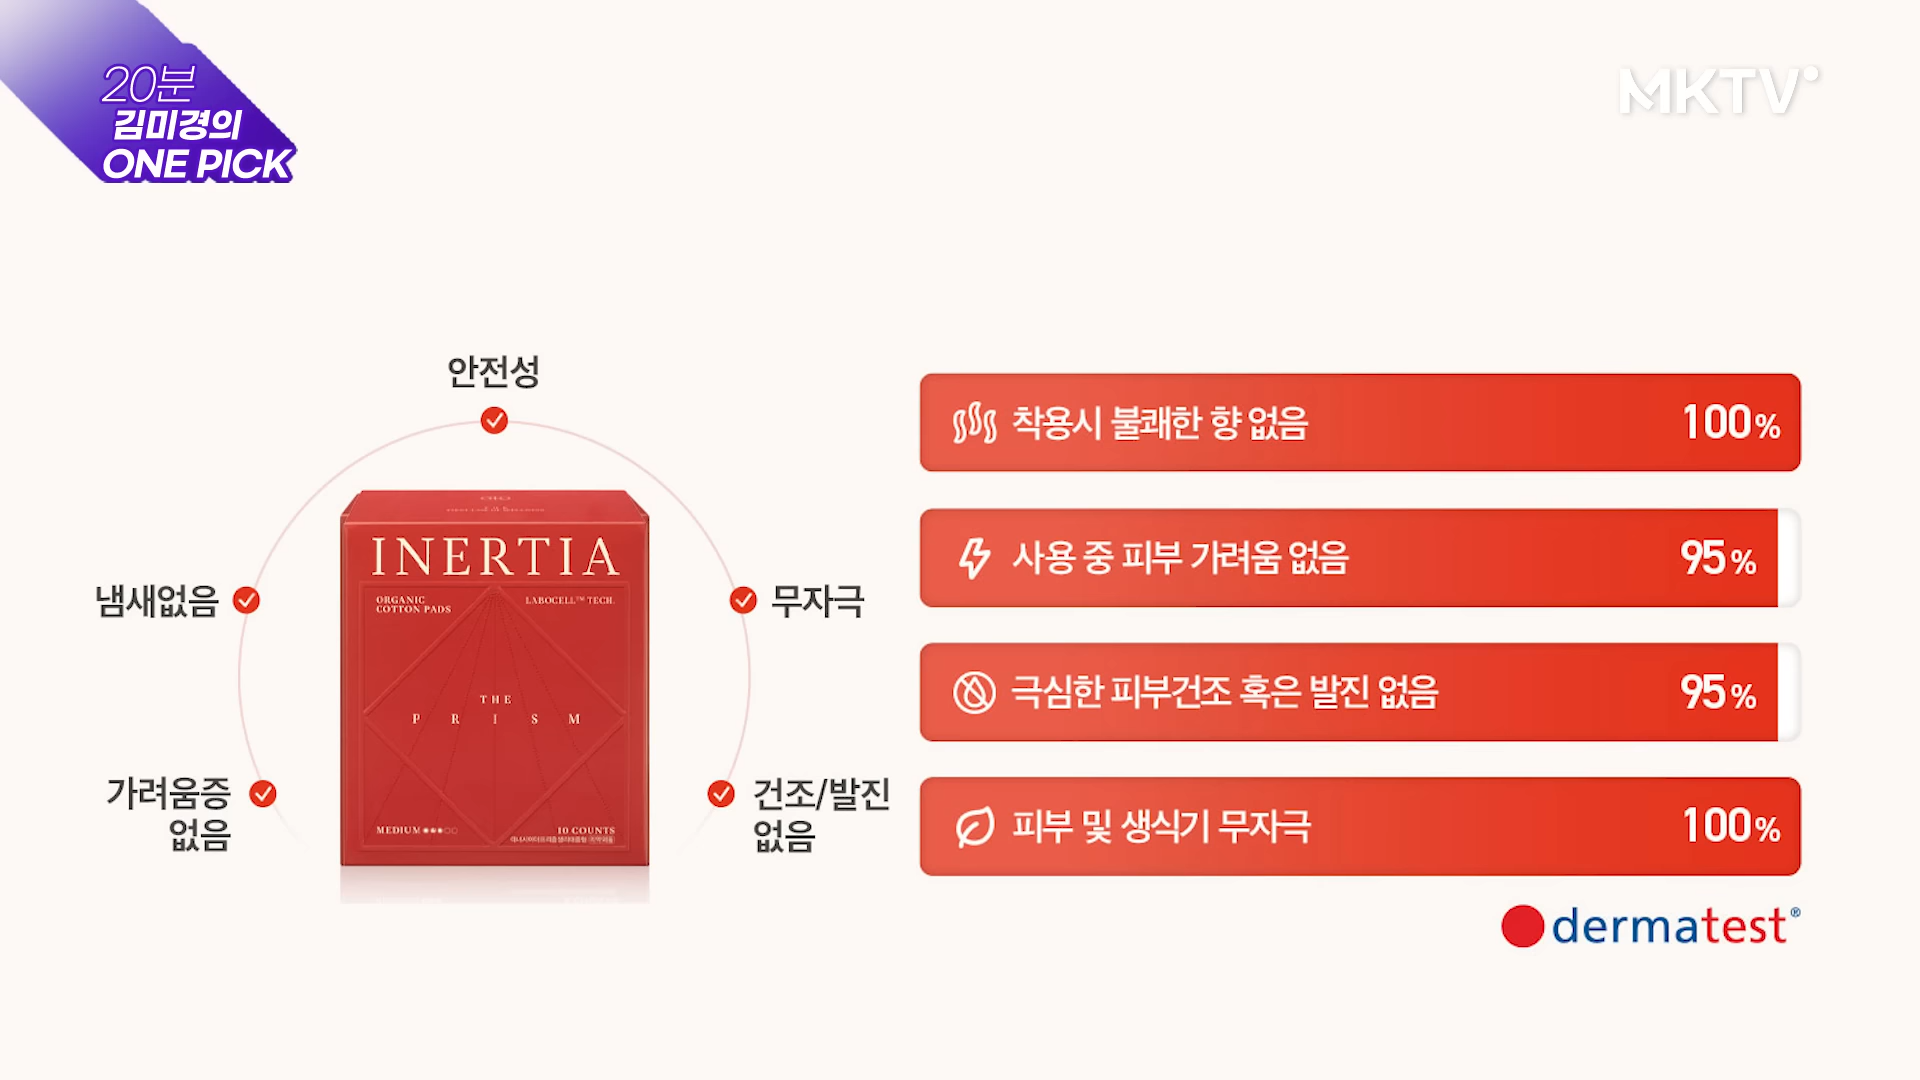 20분
김미경의
ONE PICK
MKTV
안전성
냄새없음
무자극
가려움증
없음
건조/발진
없음
INERTIA
ORGANIC
COTTON PADS
LABOCELL™ TECH.
THE
PRISM
MEDIUM
10 COUNTS
착용시 불쾌한 향 없음 100%
사용 중 피부 가려움 없음 95%
극심한 피부건조 혹은 발진 없음 95%
피부 및 생식기 무자극 100%
dermatest®